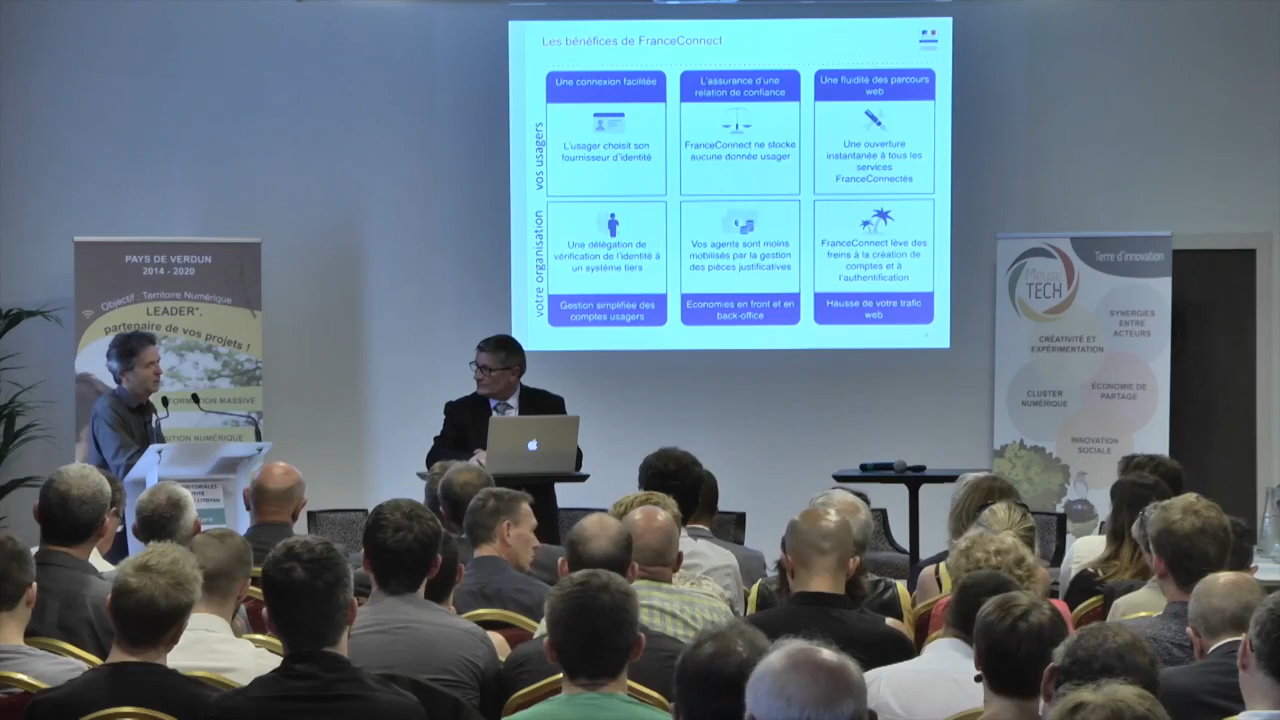 Les bénéfices de FranceConnect
Une connexion facilitée
L'assurance d'une
relation de confiance
Une fluidité des parcours
web
vos usagers
L'usager choisit son
fournisseur d'identité
FranceConnect ne stocke
aucune donnée usager
Une ouverture
instantanée à tous les
services
FranceConnectés
votre organisation
Une délégation de
vérification de l'identité à
un système tiers
Vos agents sont moins
mobilisés par la gestion
des pièces justificatives
FranceConnect lève des
freins à la création de
comptes et à
l'authentification
Gestion simplifiée des
comptes usagers
Economies en front et en
back-office
Hausse de votre trafic
web
PAYS DE VERDUN
2014 - 2020
Objectif : Territoire Numérique
LEADER*,
partenaire de vos projets !
FORMATION MASSIVE
NUMÉRIQUE
Terre d'innovation
Meuse
TECH
SYNERGIES
ENTRE
ACTEURS
CRÉATIVITÉ ET
EXPÉRIMENTATION
ÉCONOMIE DE
PARTAGE
CLUSTER
NUMÉRIQUE
INNOVATION
SOCIALE